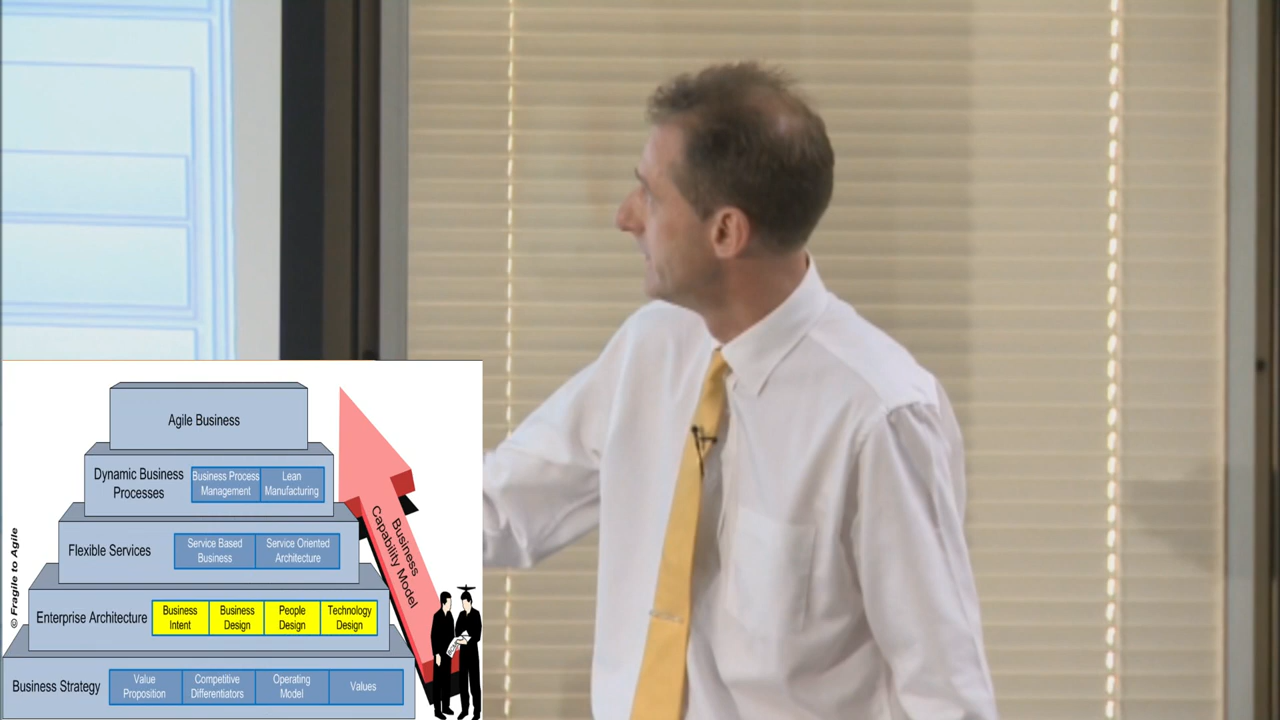 Agile Business
Dynamic Business
Processes
Business Process
Management
Lean
Manufacturing
Flexible Services
Service Based
Business
Service Oriented
Architecture
Enterprise Architecture
Business
Intent
Business
Design
People
Design
Technology
Design
Business Strategy
Value
Proposition
Competitive
Differentiators
Operating
Model
Values
Business
Capability Model
© Fragile to Agile